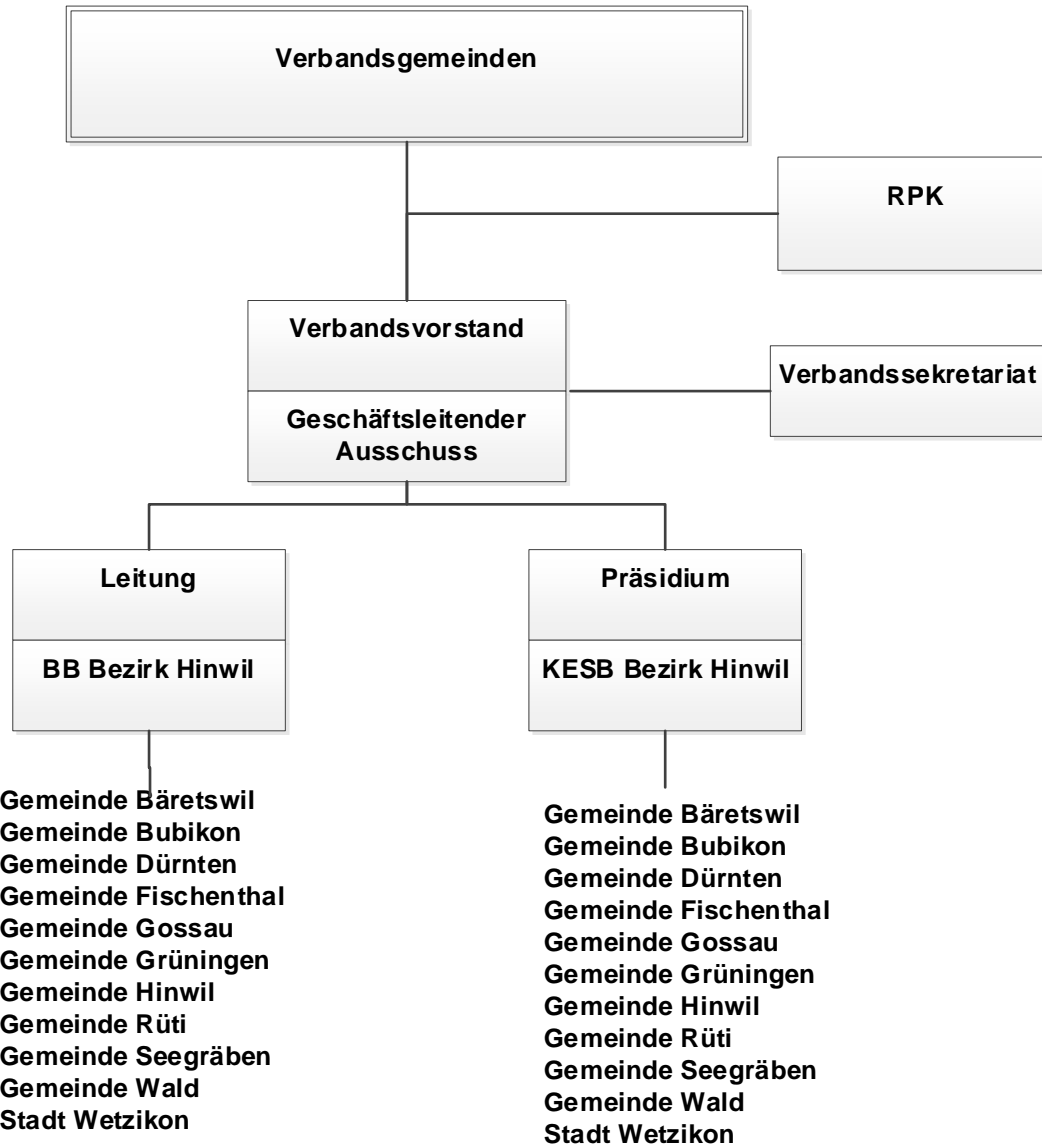 Verbandsgemeinden
RPK
Verbandsvorstand
Geschäftsleitender
Ausschuss
Verbandssekretariat
Leitung
BB Bezirk Hinwil
Präsidium
KESB Bezirk Hinwil
Gemeinde Bäretswil
Gemeinde Bubikon
Gemeinde Dürnten
Gemeinde Fischenthal
Gemeinde Gossau
Gemeinde Grüningen
Gemeinde Hinwil
Gemeinde Rüti
Gemeinde Seegräben
Gemeinde Wald
Stadt Wetzikon
Gemeinde Bäretswil
Gemeinde Bubikon
Gemeinde Dürnten
Gemeinde Fischenthal
Gemeinde Gossau
Gemeinde Grüningen
Gemeinde Hinwil
Gemeinde Rüti
Gemeinde Seegräben
Gemeinde Wald
Stadt Wetzikon